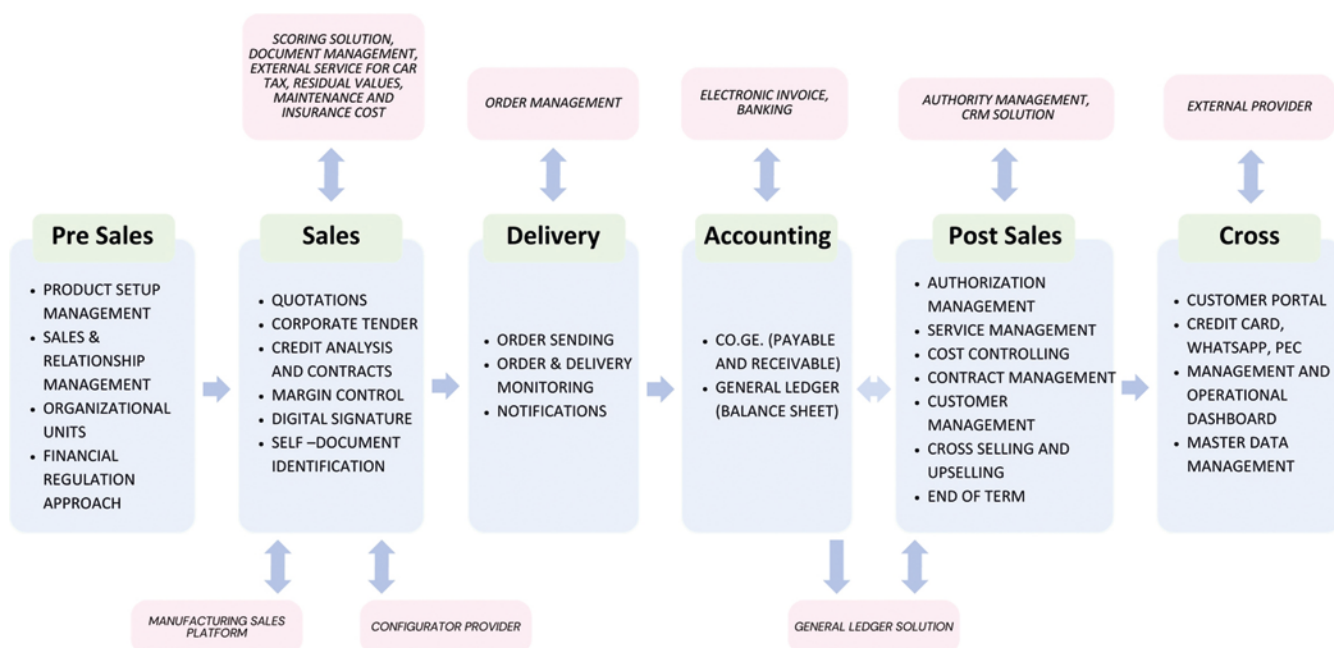 SCORING SOLUTION,
DOCUMENT MANAGEMENT,
EXTERNAL SERVICE FOR CAR
TAX, RESIDUAL VALUES,
MAINTENANCE AND
INSURANCE COST
ORDER MANAGEMENT
ELECTRONIC INVOICE,
BANKING
AUTHORITY MANAGEMENT,
CRM SOLUTION
EXTERNAL PROVIDER
Pre Sales
• PRODUCT SETUP
MANAGEMENT
• SALES &
RELATIONSHIP
MANAGEMENT
• ORGANIZATIONAL
UNITS
• FINANCIAL
REGULATION
APPROACH
Sales
• QUOTATIONS
• CORPORATE TENDER
• CREDIT ANALYSIS
AND CONTRACTS
• MARGIN CONTROL
• DIGITAL SIGNATURE
• SELF –DOCUMENT
IDENTIFICATION
Delivery
• ORDER SENDING
• ORDER & DELIVERY
MONITORING
• NOTIFICATIONS
Accounting
• CO.GE. (PAYABLE
AND RECEIVABLE)
• GENERAL LEDGER
(BALANCE SHEET)
Post Sales
• AUTHORIZATION
MANAGEMENT
• SERVICE MANAGEMENT
• COST CONTROLLING
• CONTRACT MANAGEMENT
• CUSTOMER
MANAGEMENT
• CROSS SELLING AND
UPSELLING
• END OF TERM
Cross
• CUSTOMER PORTAL
• CREDIT CARD,
WHATSAPP, PEC
• MANAGEMENT AND
OPERATIONAL
DASHBOARD
• MASTER DATA
MANAGEMENT
MANUFACTURING SALES
PLATFORM
CONFIGURATOR PROVIDER
GENERAL LEDGER SOLUTION